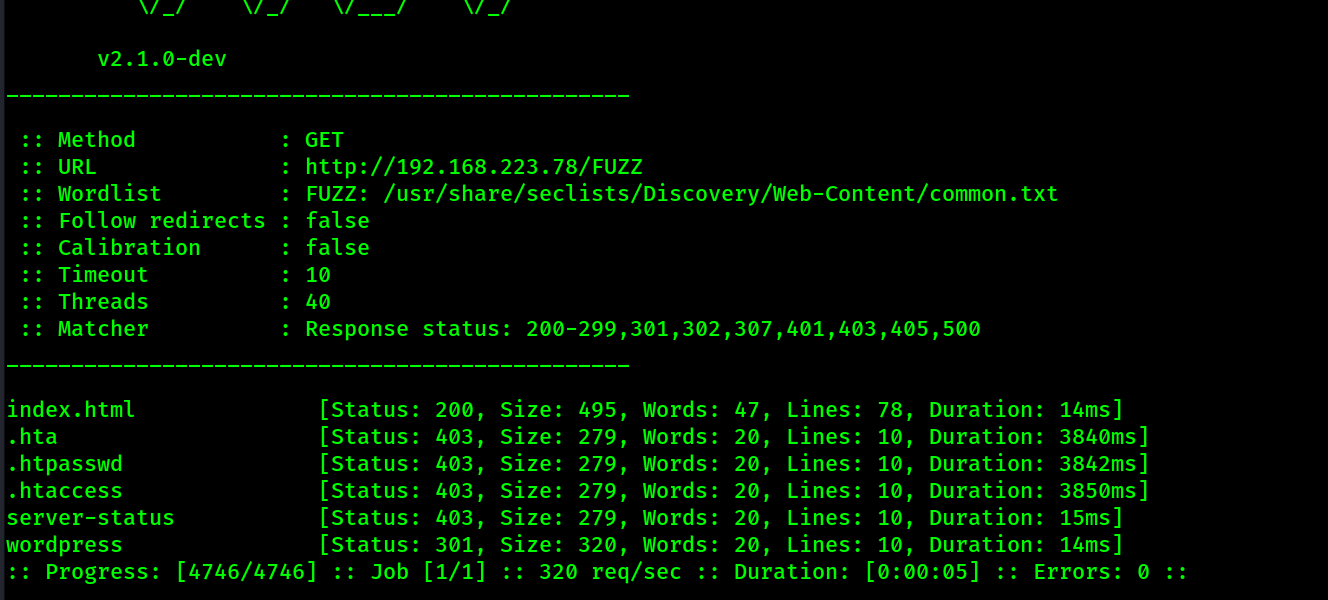 \/_/    \/_/   \/___/    \/_/
v2.1.0-dev
________________________________________________
:: Method           : GET
:: URL              : http://192.168.223.78/FUZZ
:: Wordlist         : FUZZ: /usr/share/seclists/Discovery/Web-Content/common.txt
:: Follow redirects : false
:: Calibration      : false
:: Timeout          : 10
:: Threads          : 40
:: Matcher          : Response status: 200-299,301,302,307,401,403,405,500
________________________________________________
index.html              [Status: 200, Size: 495, Words: 47, Lines: 78, Duration: 14ms]
.hta                    [Status: 403, Size: 279, Words: 20, Lines: 10, Duration: 3840ms]
.htpasswd               [Status: 403, Size: 279, Words: 20, Lines: 10, Duration: 3842ms]
.htaccess               [Status: 403, Size: 279, Words: 20, Lines: 10, Duration: 3850ms]
server-status           [Status: 403, Size: 279, Words: 20, Lines: 10, Duration: 15ms]
wordpress               [Status: 301, Size: 320, Words: 20, Lines: 10, Duration: 14ms]
:: Progress: [4746/4746] :: Job [1/1] :: 320 req/sec :: Duration: [0:00:05] :: Errors: 0 ::